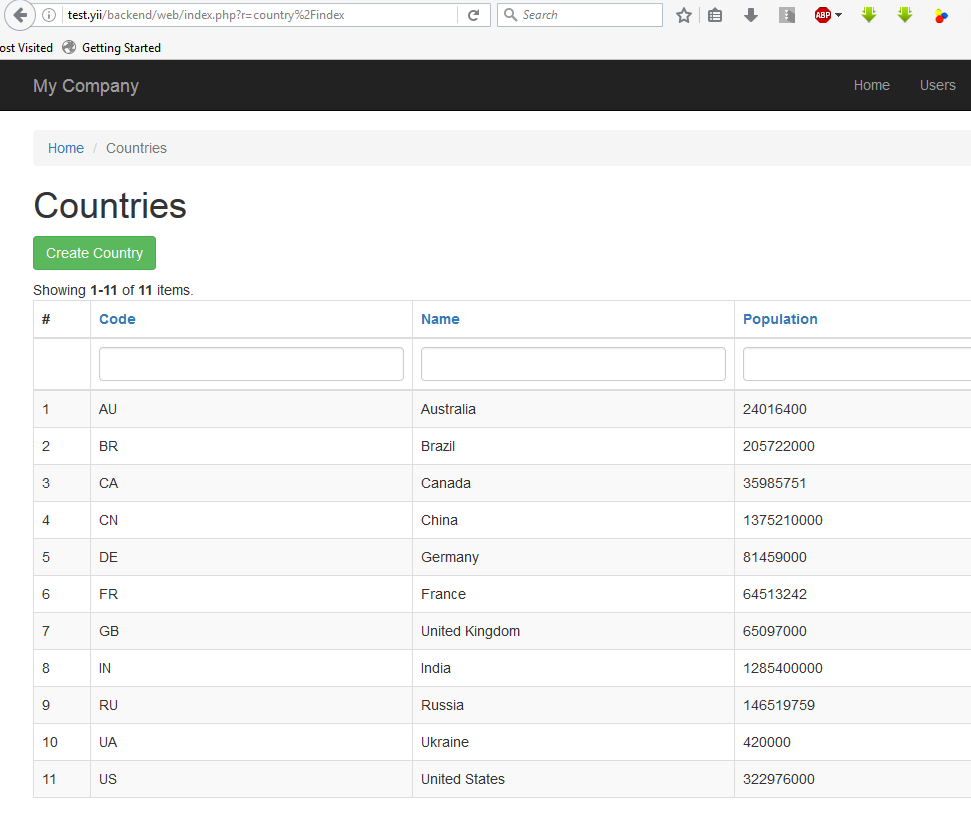 test.yii/backend/web/index.php?r=country%2Findex Search ABP
ost Visited Getting Started
My Company Home Users
Home / Countries
Countries
Create Country
Showing 1-11 of 11 items.
# Code Name Population
1 AU Australia 24016400
2 BR Brazil 205722000
3 CA Canada 35985751
4 CN China 1375210000
5 DE Germany 81459000
6 FR France 64513242
7 GB United Kingdom 65097000
8 IN India 1285400000
9 RU Russia 146519759
10 UA Ukraine 420000
11 US United States 322976000